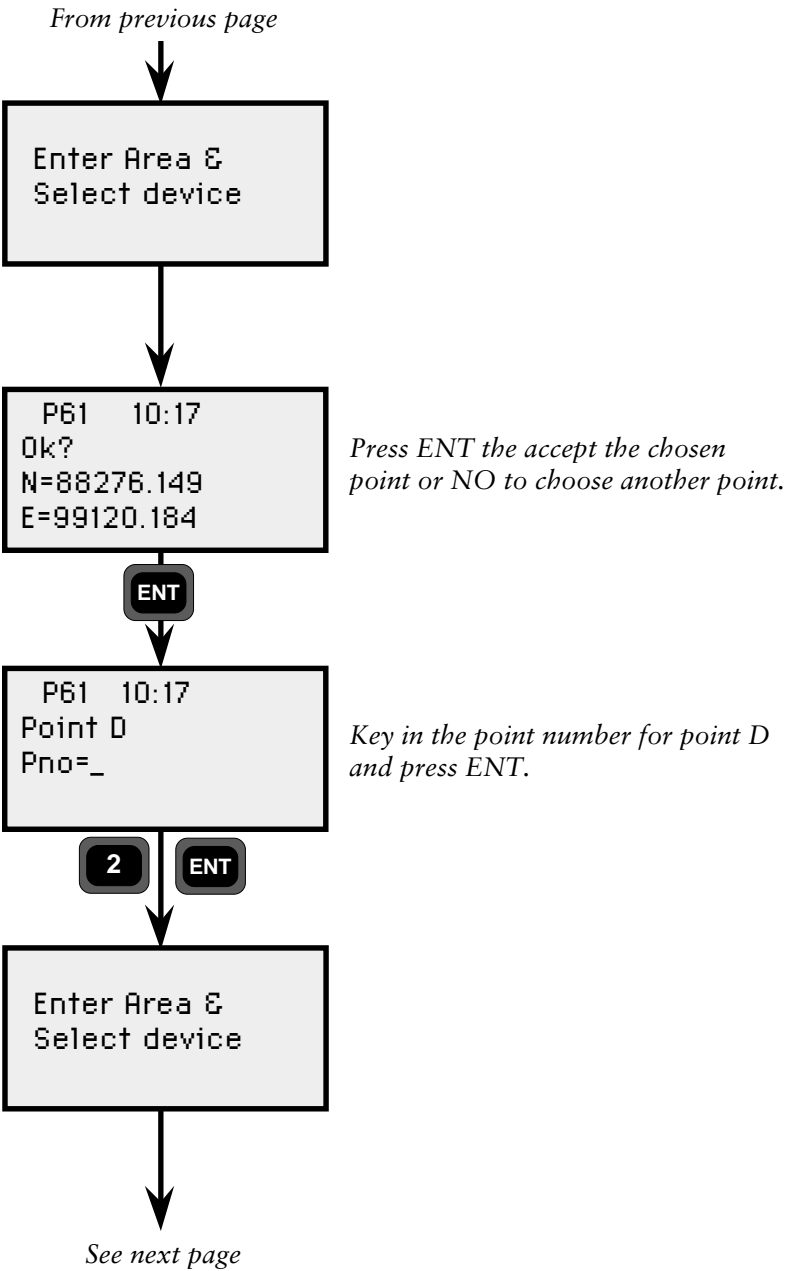 From previous page
Enter Area &
Select device
P61 10:17
Ok?
N=88276.149
E=99120.184
Press ENT the accept the chosen
point or NO to choose another point.
ENT
P61 10:17
Point D
Pno=_
Key in the point number for point D
and press ENT.
2 ENT
Enter Area &
Select device
See next page